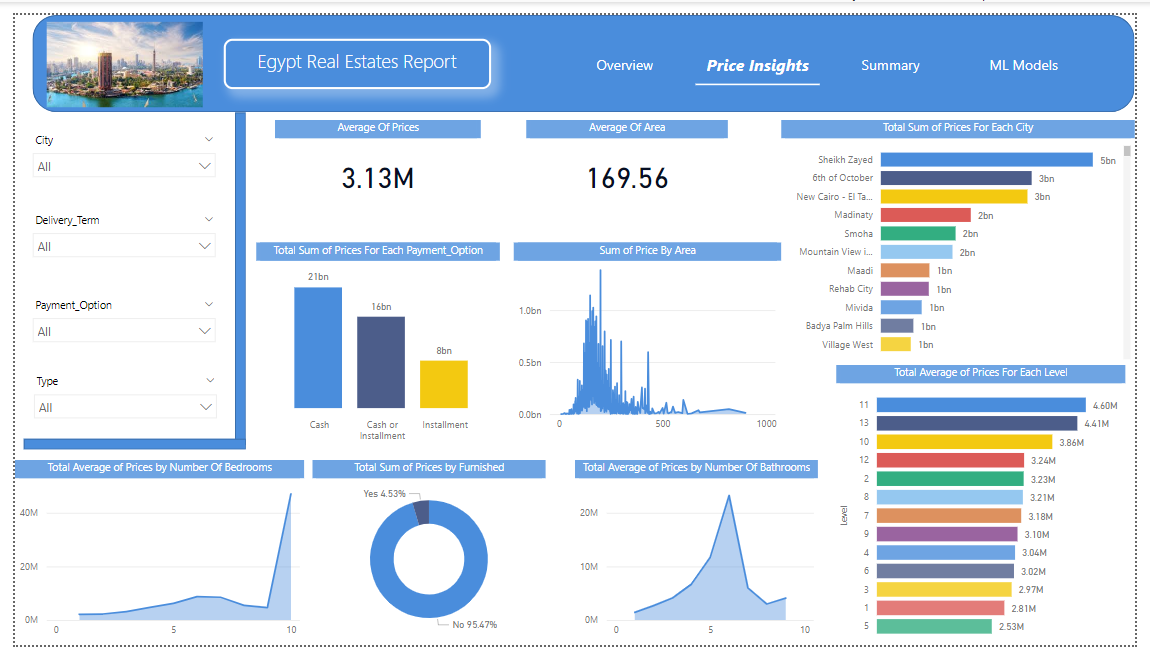 Egypt Real Estates Report
Overview
Price Insights
Summary
ML Models
City
All
Delivery_Term
All
Payment_Option
All
Type
All
Average Of Prices
3.13M
Average Of Area
169.56
Total Sum of Prices For Each City
Sheikh Zayed 5bn
6th of October 3bn
New Cairo - El Ta... 3bn
Madinaty 2bn
Smoha 2bn
Mountain View i... 2bn
Maadi 1bn
Rehab City 1bn
Mivida 1bn
Badya Palm Hills 1bn
Village West 1bn
Total Sum of Prices For Each Payment_Option
21bn
16bn
8bn
Cash
Cash or
Installment
Installment
Sum of Price By Area
1.0bn
0.5bn
0.0bn
0 500 1000
Total Average of Prices For Each Level
Level
11 4.60M
13 4.41M
10 3.86M
12 3.24M
2 3.23M
8 3.21M
7 3.18M
9 3.10M
4 3.04M
6 3.02M
3 2.97M
1 2.81M
5 2.53M
Total Average of Prices by Number Of Bedrooms
40M
20M
0M
0 5 10
Total Sum of Prices by Furnished
Yes 4.53%
No 95.47%
Total Average of Prices by Number Of Bathrooms
20M
10M
0M
0 5 10